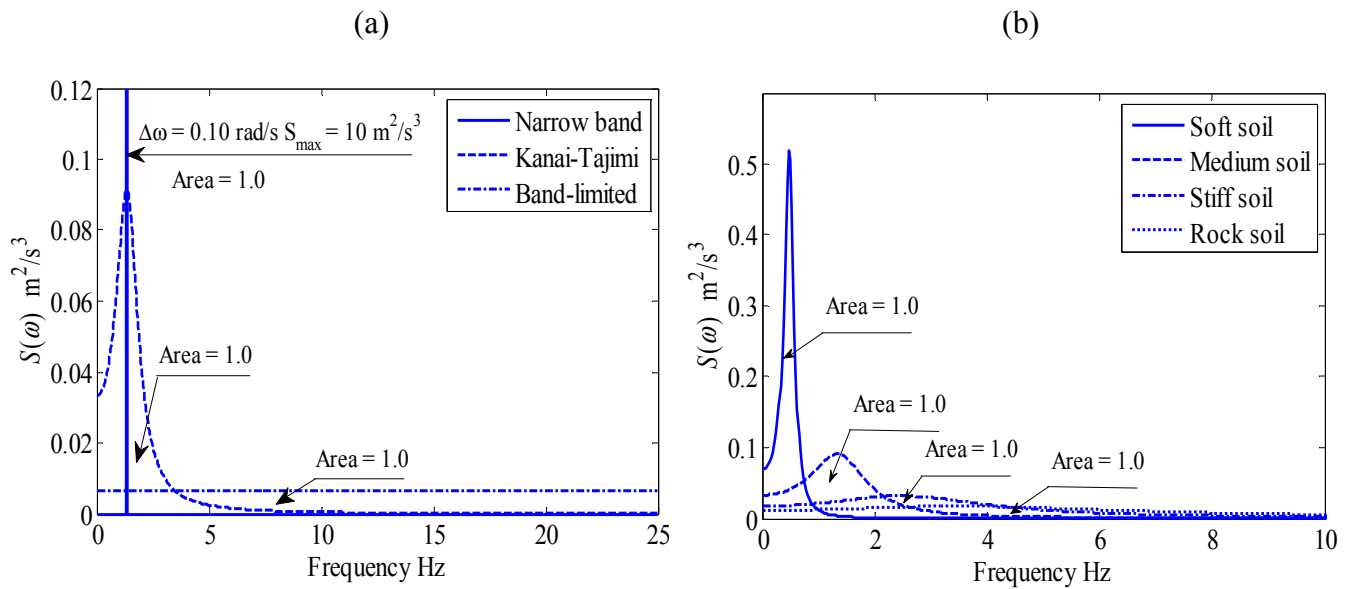 (a)
S(ω) m²/s³
0.12
0.1
0.08
0.06
0.04
0.02
0
Δω = 0.10 rad/s S_max = 10 m²/s³
Area = 1.0
Area = 1.0
Area = 1.0
Narrow band
Kanai-Tajimi
Band-limited
0 5 10 15 20 25
Frequency Hz
(b)
S(ω) m²/s³
0.5
0.4
0.3
0.2
0.1
0
Soft soil
Medium soil
Stiff soil
Rock soil
Area = 1.0
Area = 1.0
Area = 1.0
Area = 1.0
0 2 4 6 8 10
Frequency Hz